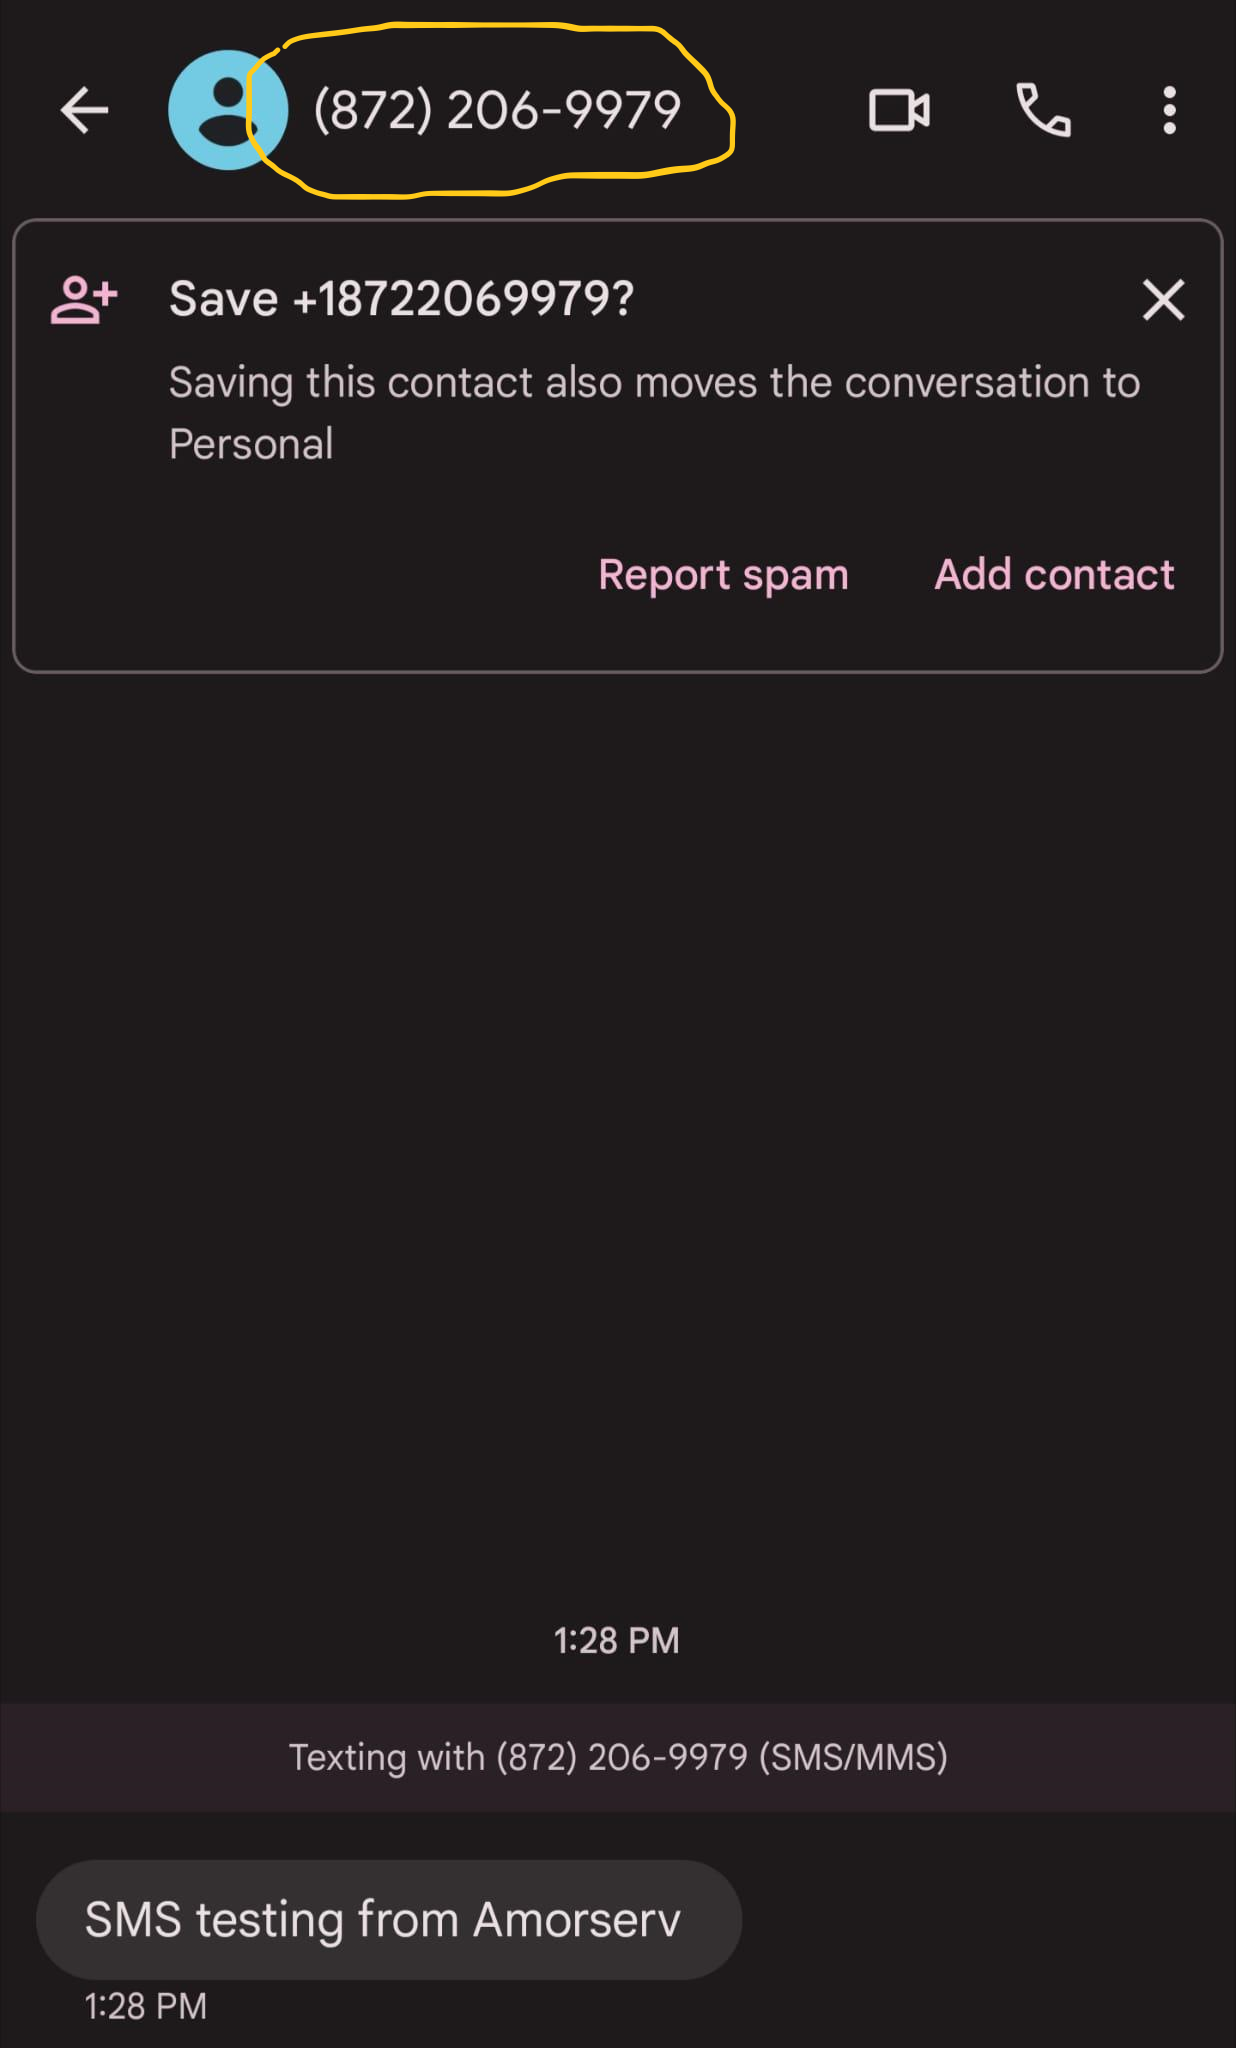 (872) 206-9979
Save +18722069979?
Saving this contact also moves the conversation to
Personal
Report spam Add contact
1:28 PM
Texting with (872) 206-9979 (SMS/MMS)
SMS testing from Amorserv
1:28 PM